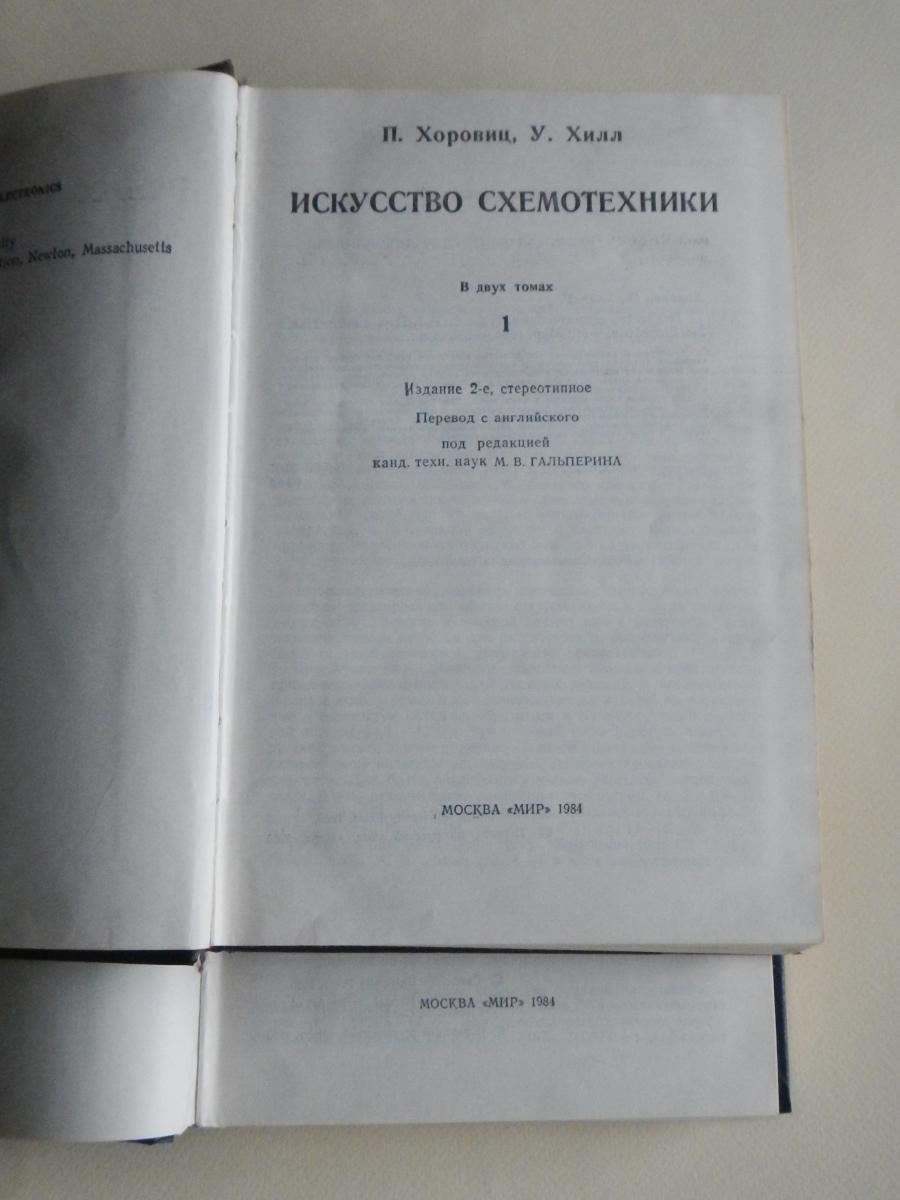 LECTRONICS
Newton, Massachusetts
П. Хоровиц, У. Хилл
ИСКУССТВО СХЕМОТЕХНИКИ
В двух томах
1
Издание 2-е, стереотипное
Перевод с английского
под редакцией
канд. техн. наук М. В. ГАЛЬПЕРИНА
МОСКВА «МИР» 1984
МОСКВА «МИР» 1984